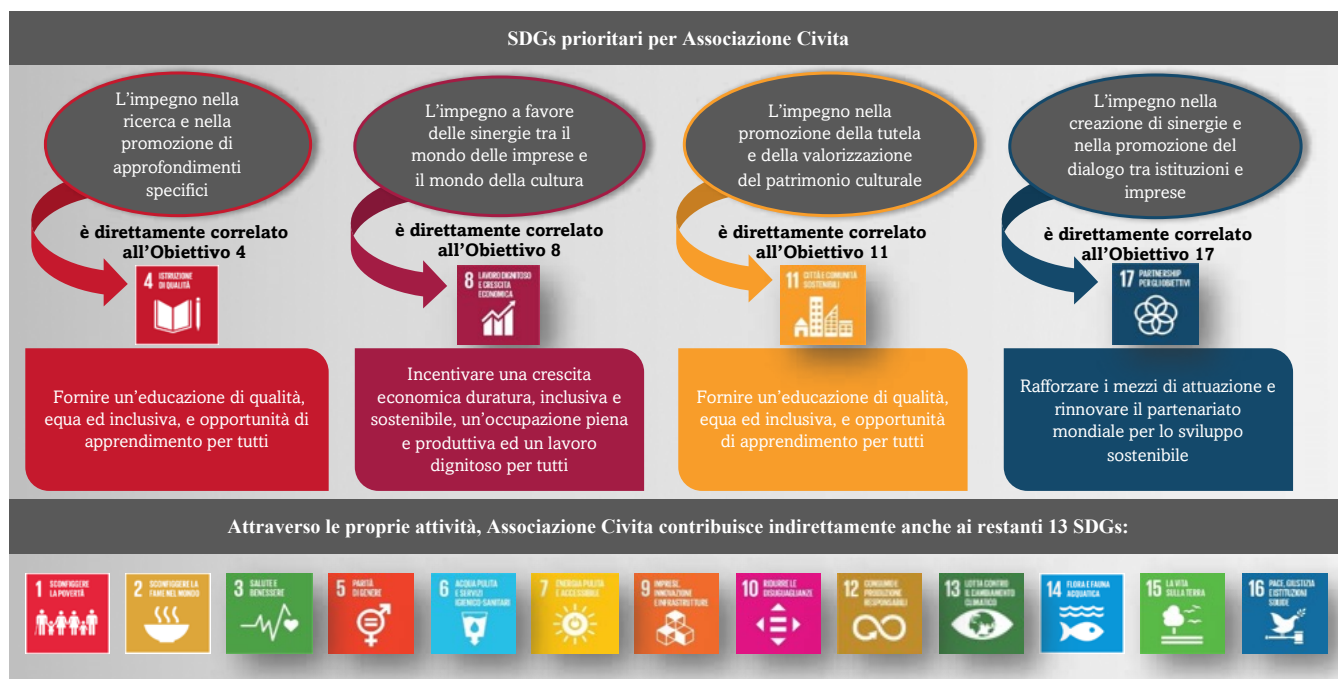 SDGs prioritari per Associazione Civita
L'impegno nella
ricerca e nella
promozione di
approfondimenti
specifici
è direttamente correlato
all'Obiettivo 4
4 ISTRUZIONE
DI QUALITÀ
Fornire un'educazione di qualità,
equa ed inclusiva, e opportunità di
apprendimento per tutti
L'impegno a favore
delle sinergie tra il
mondo delle imprese e
il mondo della cultura
è direttamente correlato
all'Obiettivo 8
8 LAVORO DIGNITOSO
E CRESCITA
ECONOMICA
Incentivare una crescita
economica duratura, inclusiva e
sostenibile, un'occupazione piena
e produttiva ed un lavoro
dignitoso per tutti
L'impegno nella
promozione della tutela
e della valorizzazione
del patrimonio culturale
è direttamente correlato
all'Obiettivo 11
11 CITTÀ E COMUNITÀ
SOSTENIBILI
Fornire un'educazione di qualità,
equa ed inclusiva, e opportunità
di apprendimento per tutti
L'impegno nella
creazione di sinergie e
nella promozione del
dialogo tra istituzioni e
imprese
è direttamente correlato
all'Obiettivo 17
17 PARTNERSHIP
PER GLI OBIETTIVI
Rafforzare i mezzi di attuazione e
rinnovare il partenariato
mondiale per lo sviluppo
sostenibile
Attraverso le proprie attività, Associazione Civita contribuisce indirettamente anche ai restanti 13 SDGs:
1 SCONFIGGERE
LA POVERTÀ
2 SCONFIGGERE LA
FAME NEL MONDO
3 SALUTE E
BENESSERE
5 PARITÀ
DI GENERE
6 ACQUA PULITA
E SERVIZI
IGIENICO-SANITARI
7 ENERGIA PULITA
E ACCESSIBILE
9 IMPRESE,
INNOVAZIONE
E INFRASTRUTTURE
10 RIDURRE LE
DISUGUAGLIANZE
12 CONSUMO E
PRODUZIONE
RESPONSABILI
13 LOTTA CONTRO
IL CAMBIAMENTO
CLIMATICO
14 FLORA E FAUNA
ACQUATICA
15 LA VITA
SULLA TERRA
16 PACE, GIUSTIZIA
E ISTITUZIONI
SOLIDE